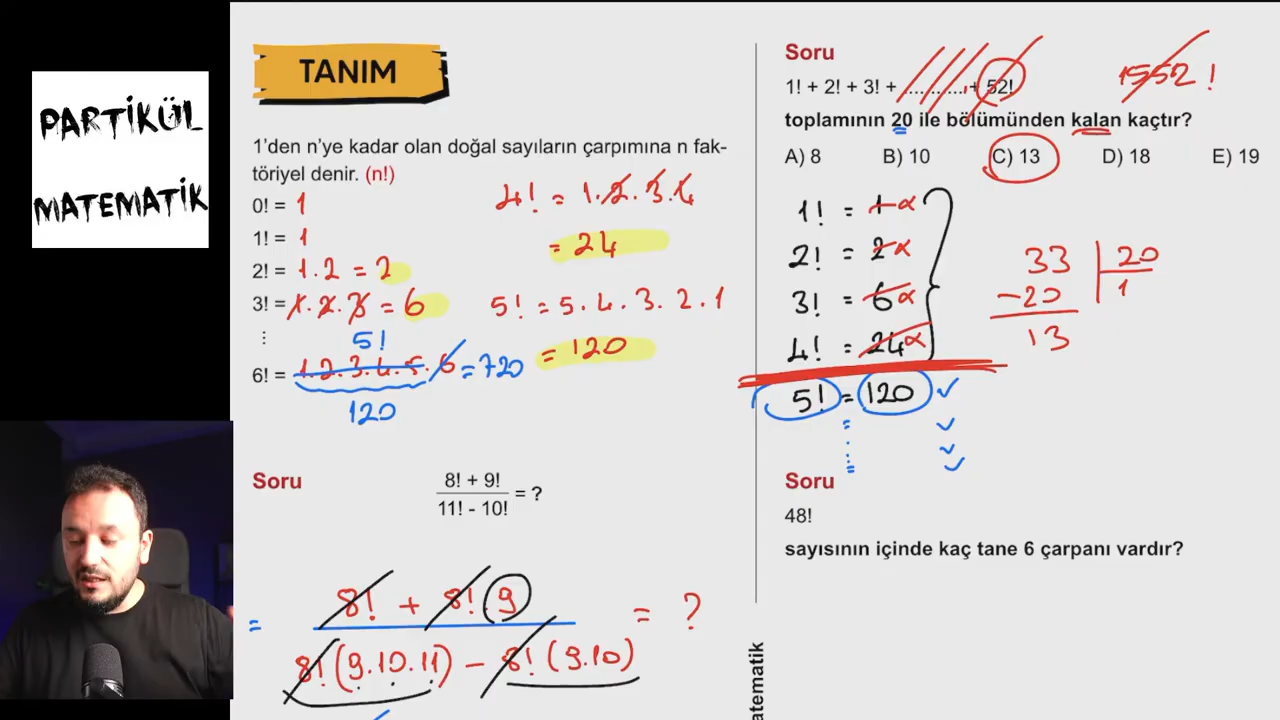 PARTİKÜL
MATEMATİK
TANIM
1'den n'ye kadar olan doğal sayıların çarpımına n fak-
töriyel denir. (n!)
0! = 1
1! = 1
2! = 1.2 = 2
3! = 1.2.3 = 6
⋮
5!
6! = 1.2.3.4.5.6 = 720
120
4! = 1.2.3.4
= 24
5! = 5.4.3.2.1
= 120
Soru
8! + 9!
11! - 10!
= ?
= 8! + 8! 9
8! (9.10.11) - 8! (9.10)
= ?
Soru
1! + 2! + 3! + ............ + 52!
1552!
toplamının 20 ile bölümünden kalan kaçtır?
A) 8 B) 10 C) 13 D) 18 E) 19
1! = 1
2! = 2
3! = 6
4! = 24
5! = 120
33 20
-20 1
13
Soru
48!
sayısının içinde kaç tane 6 çarpanı vardır?
atematik